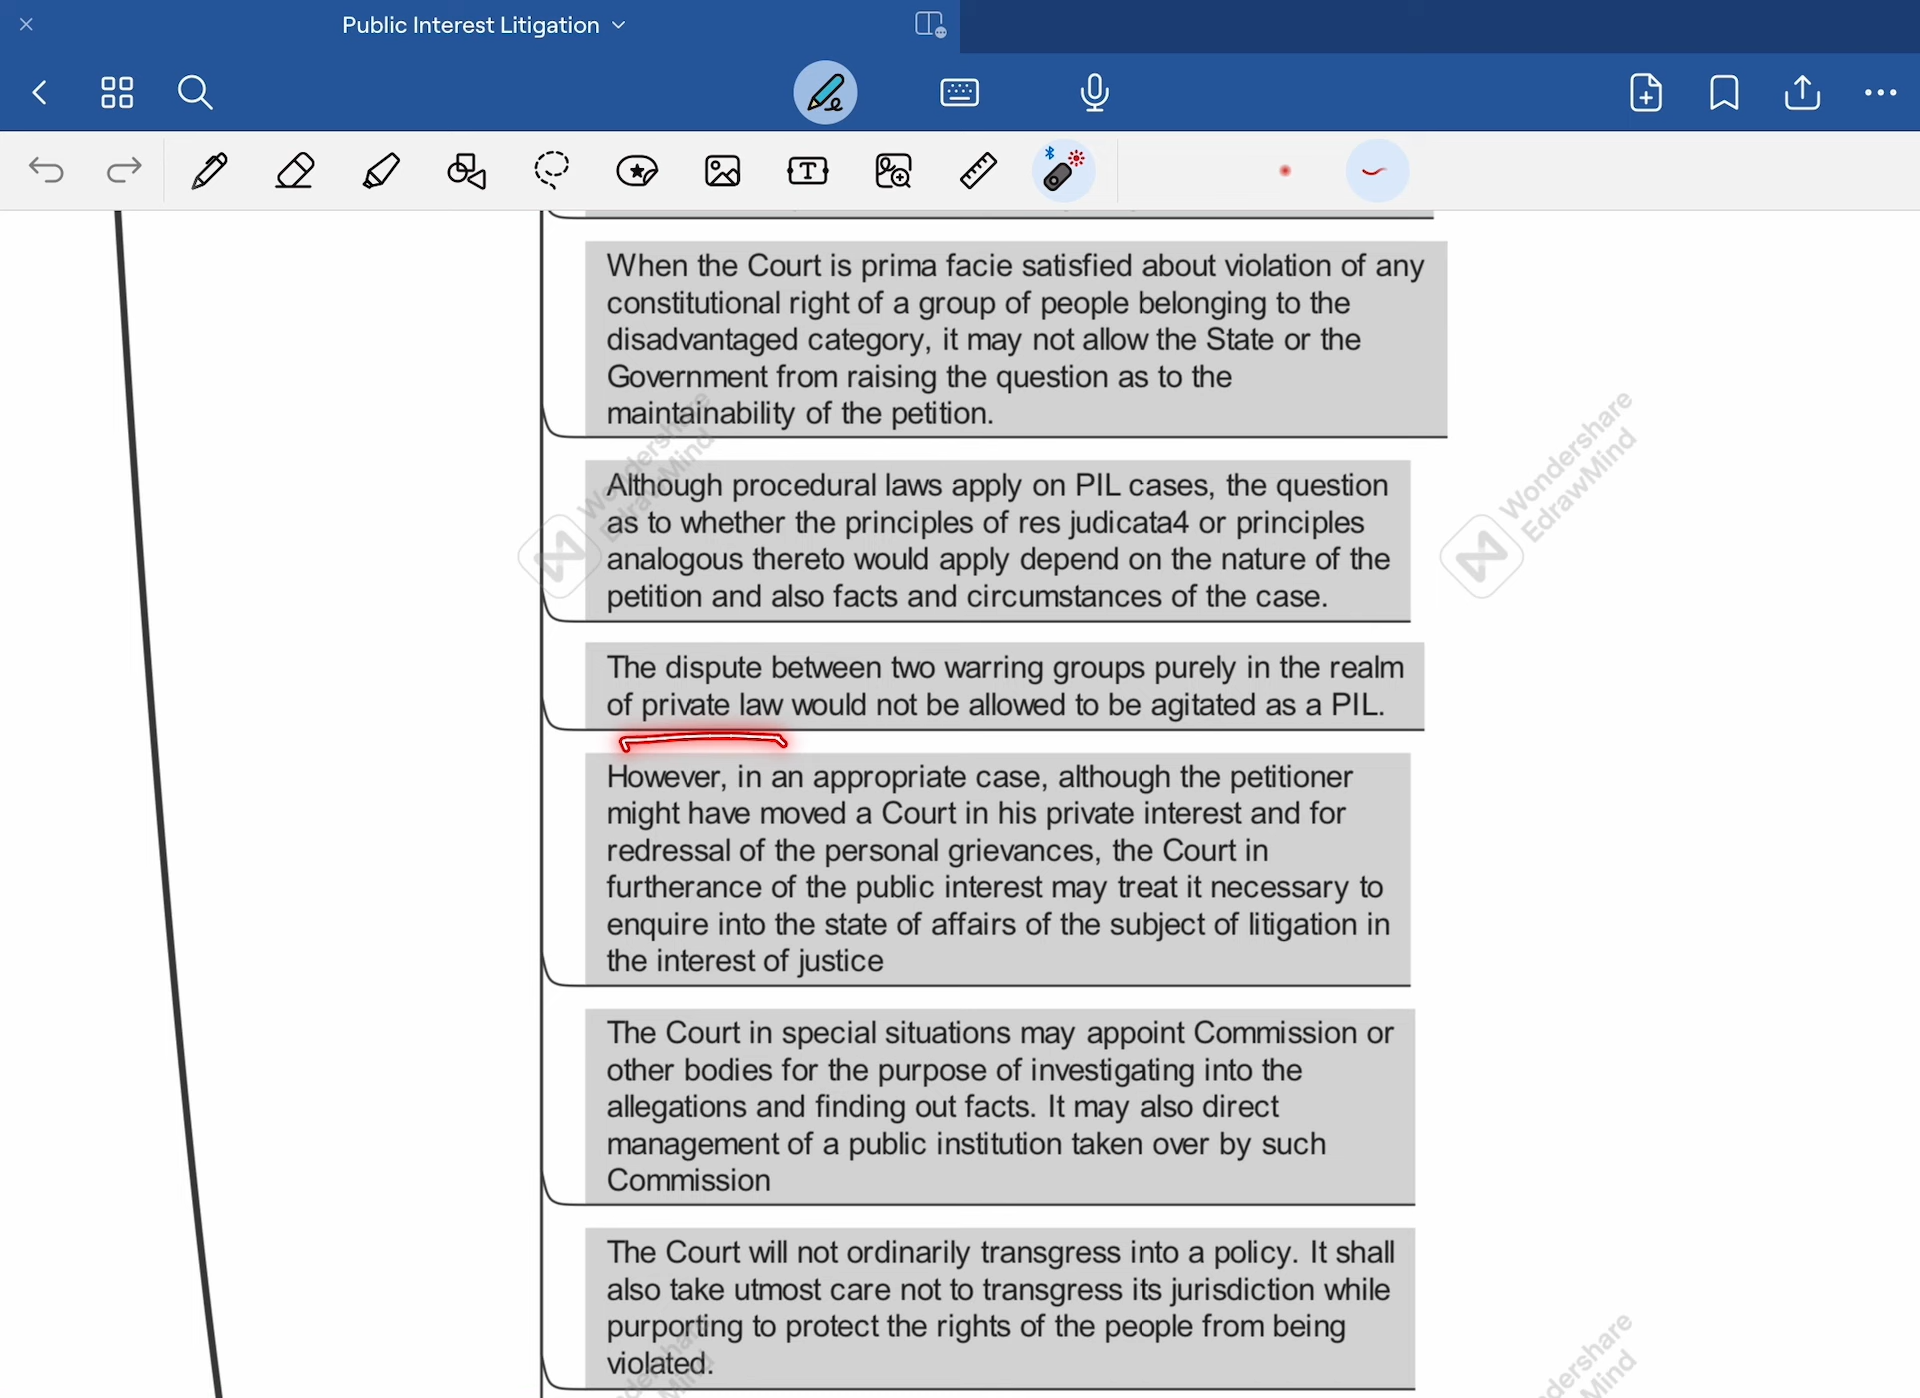 Public Interest Litigation
When the Court is prima facie satisfied about violation of any
constitutional right of a group of people belonging to the
disadvantaged category, it may not allow the State or the
Government from raising the question as to the
maintainability of the petition.
Although procedural laws apply on PIL cases, the question
as to whether the principles of res judicata4 or principles
analogous thereto would apply depend on the nature of the
petition and also facts and circumstances of the case.
The dispute between two warring groups purely in the realm
of private law would not be allowed to be agitated as a PIL.
However, in an appropriate case, although the petitioner
might have moved a Court in his private interest and for
redressal of the personal grievances, the Court in
furtherance of the public interest may treat it necessary to
enquire into the state of affairs of the subject of litigation in
the interest of justice
The Court in special situations may appoint Commission or
other bodies for the purpose of investigating into the
allegations and finding out facts. It may also direct
management of a public institution taken over by such
Commission
The Court will not ordinarily transgress into a policy. It shall
also take utmost care not to transgress its jurisdiction while
purporting to protect the rights of the people from being
violated.
Wondershare
EdrawMind
Wondershare
EdrawMind
dershare
Mind